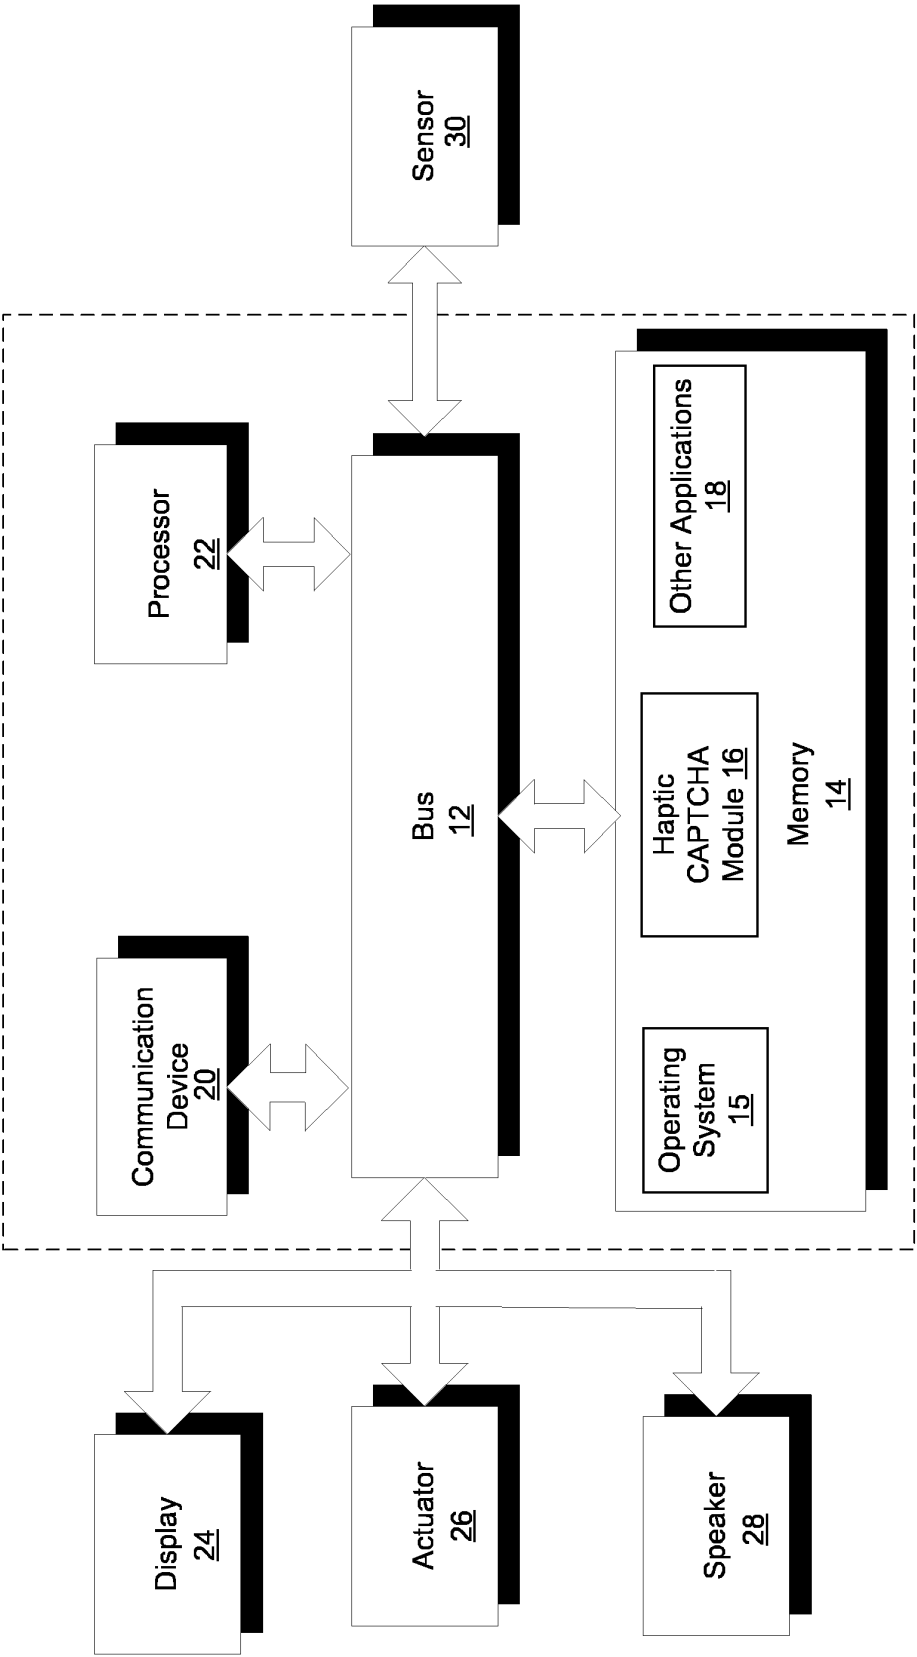 Communication
Device
20
Processor
22
Display
24
Actuator
26
Speaker
28
Bus
12
Sensor
30
Operating
System
15
Haptic
CAPTCHA
Module 16
Other Applications
18
Memory
14